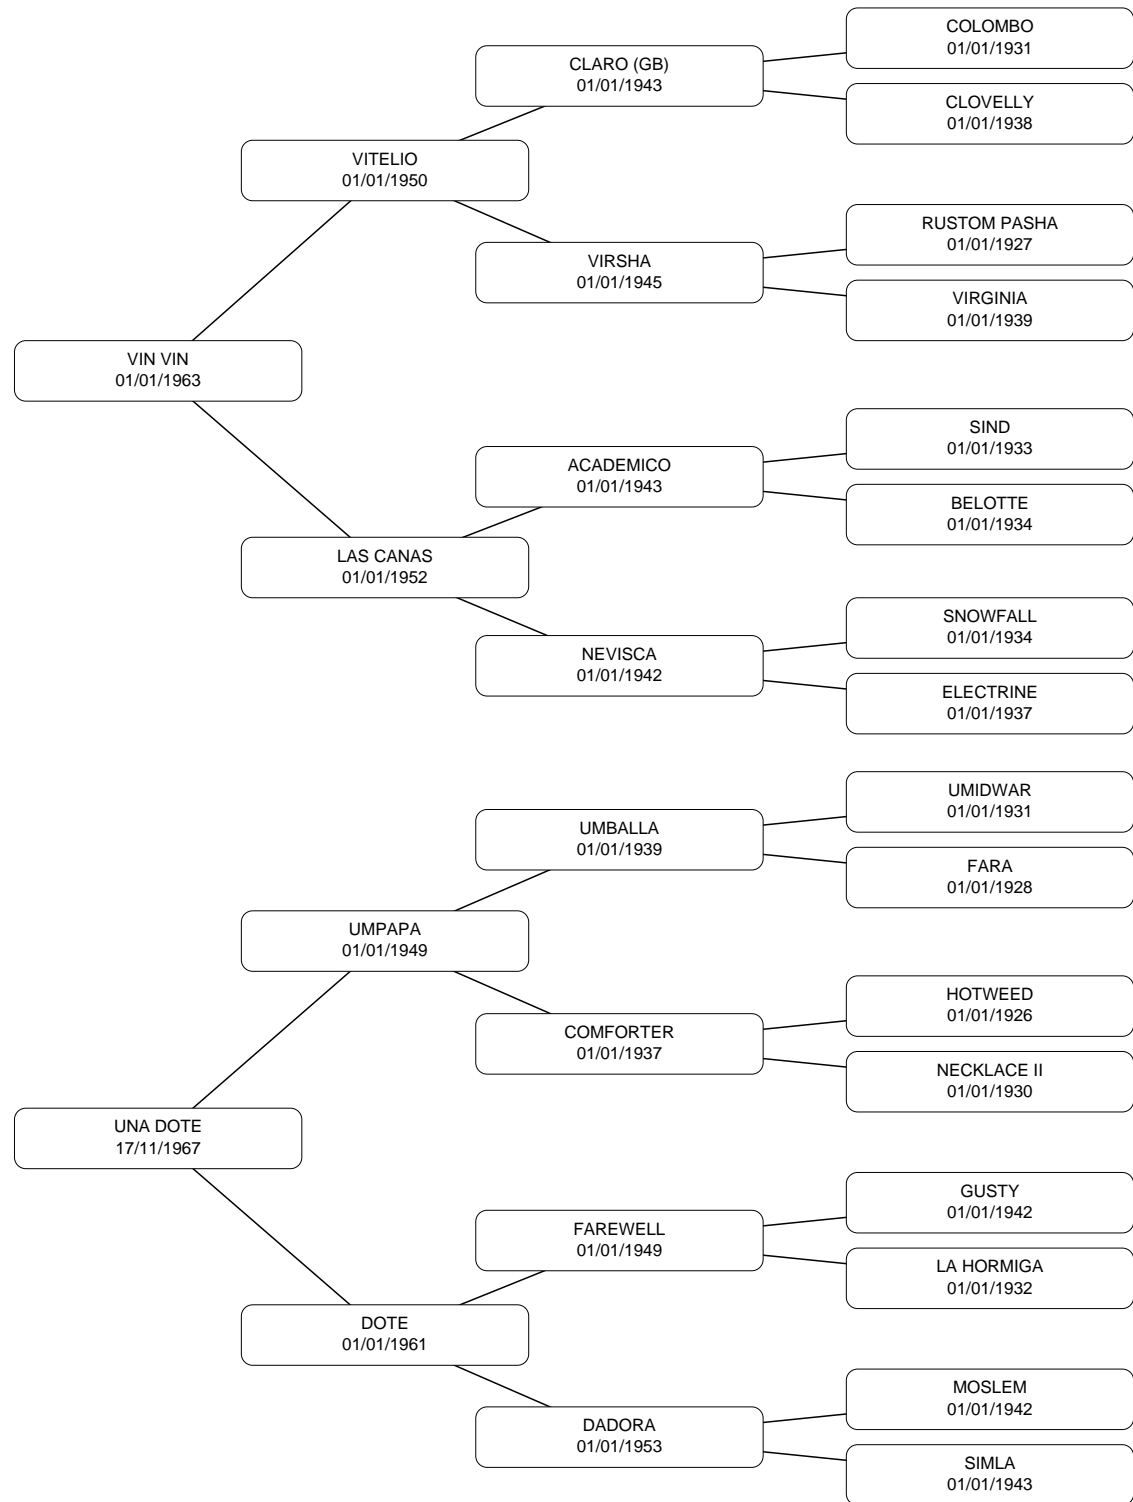 COLOMBO
01/01/1931
CLARO (GB)
01/01/1943
CLOVELLY
01/01/1938
VITELIO
01/01/1950
RUSTOM PASHA
01/01/1927
VIRSHA
01/01/1945
VIRGINIA
01/01/1939
VIN VIN
01/01/1963
SIND
01/01/1933
ACADEMICO
01/01/1943
BELOTTE
01/01/1934
LAS CANAS
01/01/1952
SNOWFALL
01/01/1934
NEVISCA
01/01/1942
ELECTRINE
01/01/1937
UMIDWAR
01/01/1931
UMBALLA
01/01/1939
FARA
01/01/1928
UMPAPA
01/01/1949
HOTWEED
01/01/1926
COMFORTER
01/01/1937
NECKLACE II
01/01/1930
UNA DOTE
17/11/1967
GUSTY
01/01/1942
FAREWELL
01/01/1949
LA HORMIGA
01/01/1932
DOTE
01/01/1961
MOSLEM
01/01/1942
DADORA
01/01/1953
SIMLA
01/01/1943